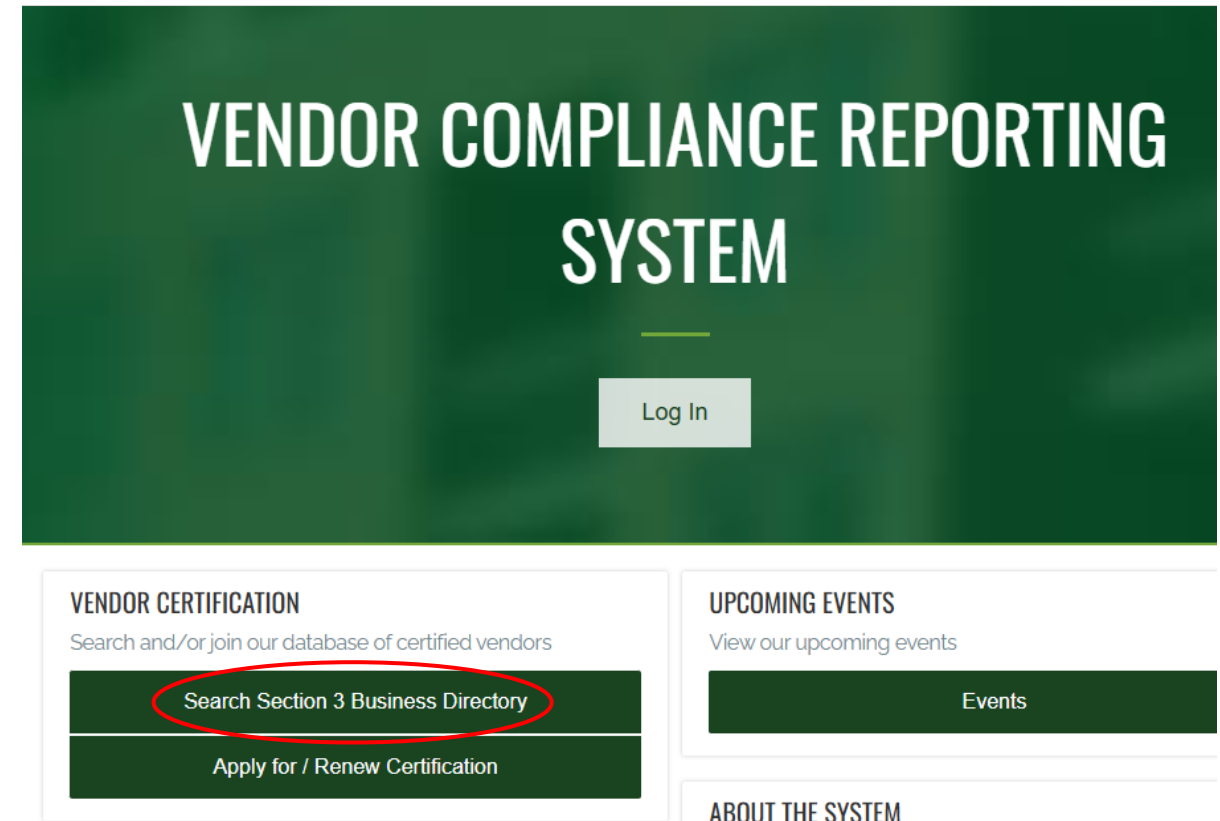 VENDOR COMPLIANCE REPORTING
SYSTEM
Log In
VENDOR CERTIFICATION
Search and/or join our database of certified vendors
Search Section 3 Business Directory
Apply for / Renew Certification
UPCOMING EVENTS
View our upcoming events
Events
ABOUT THE SYSTEM